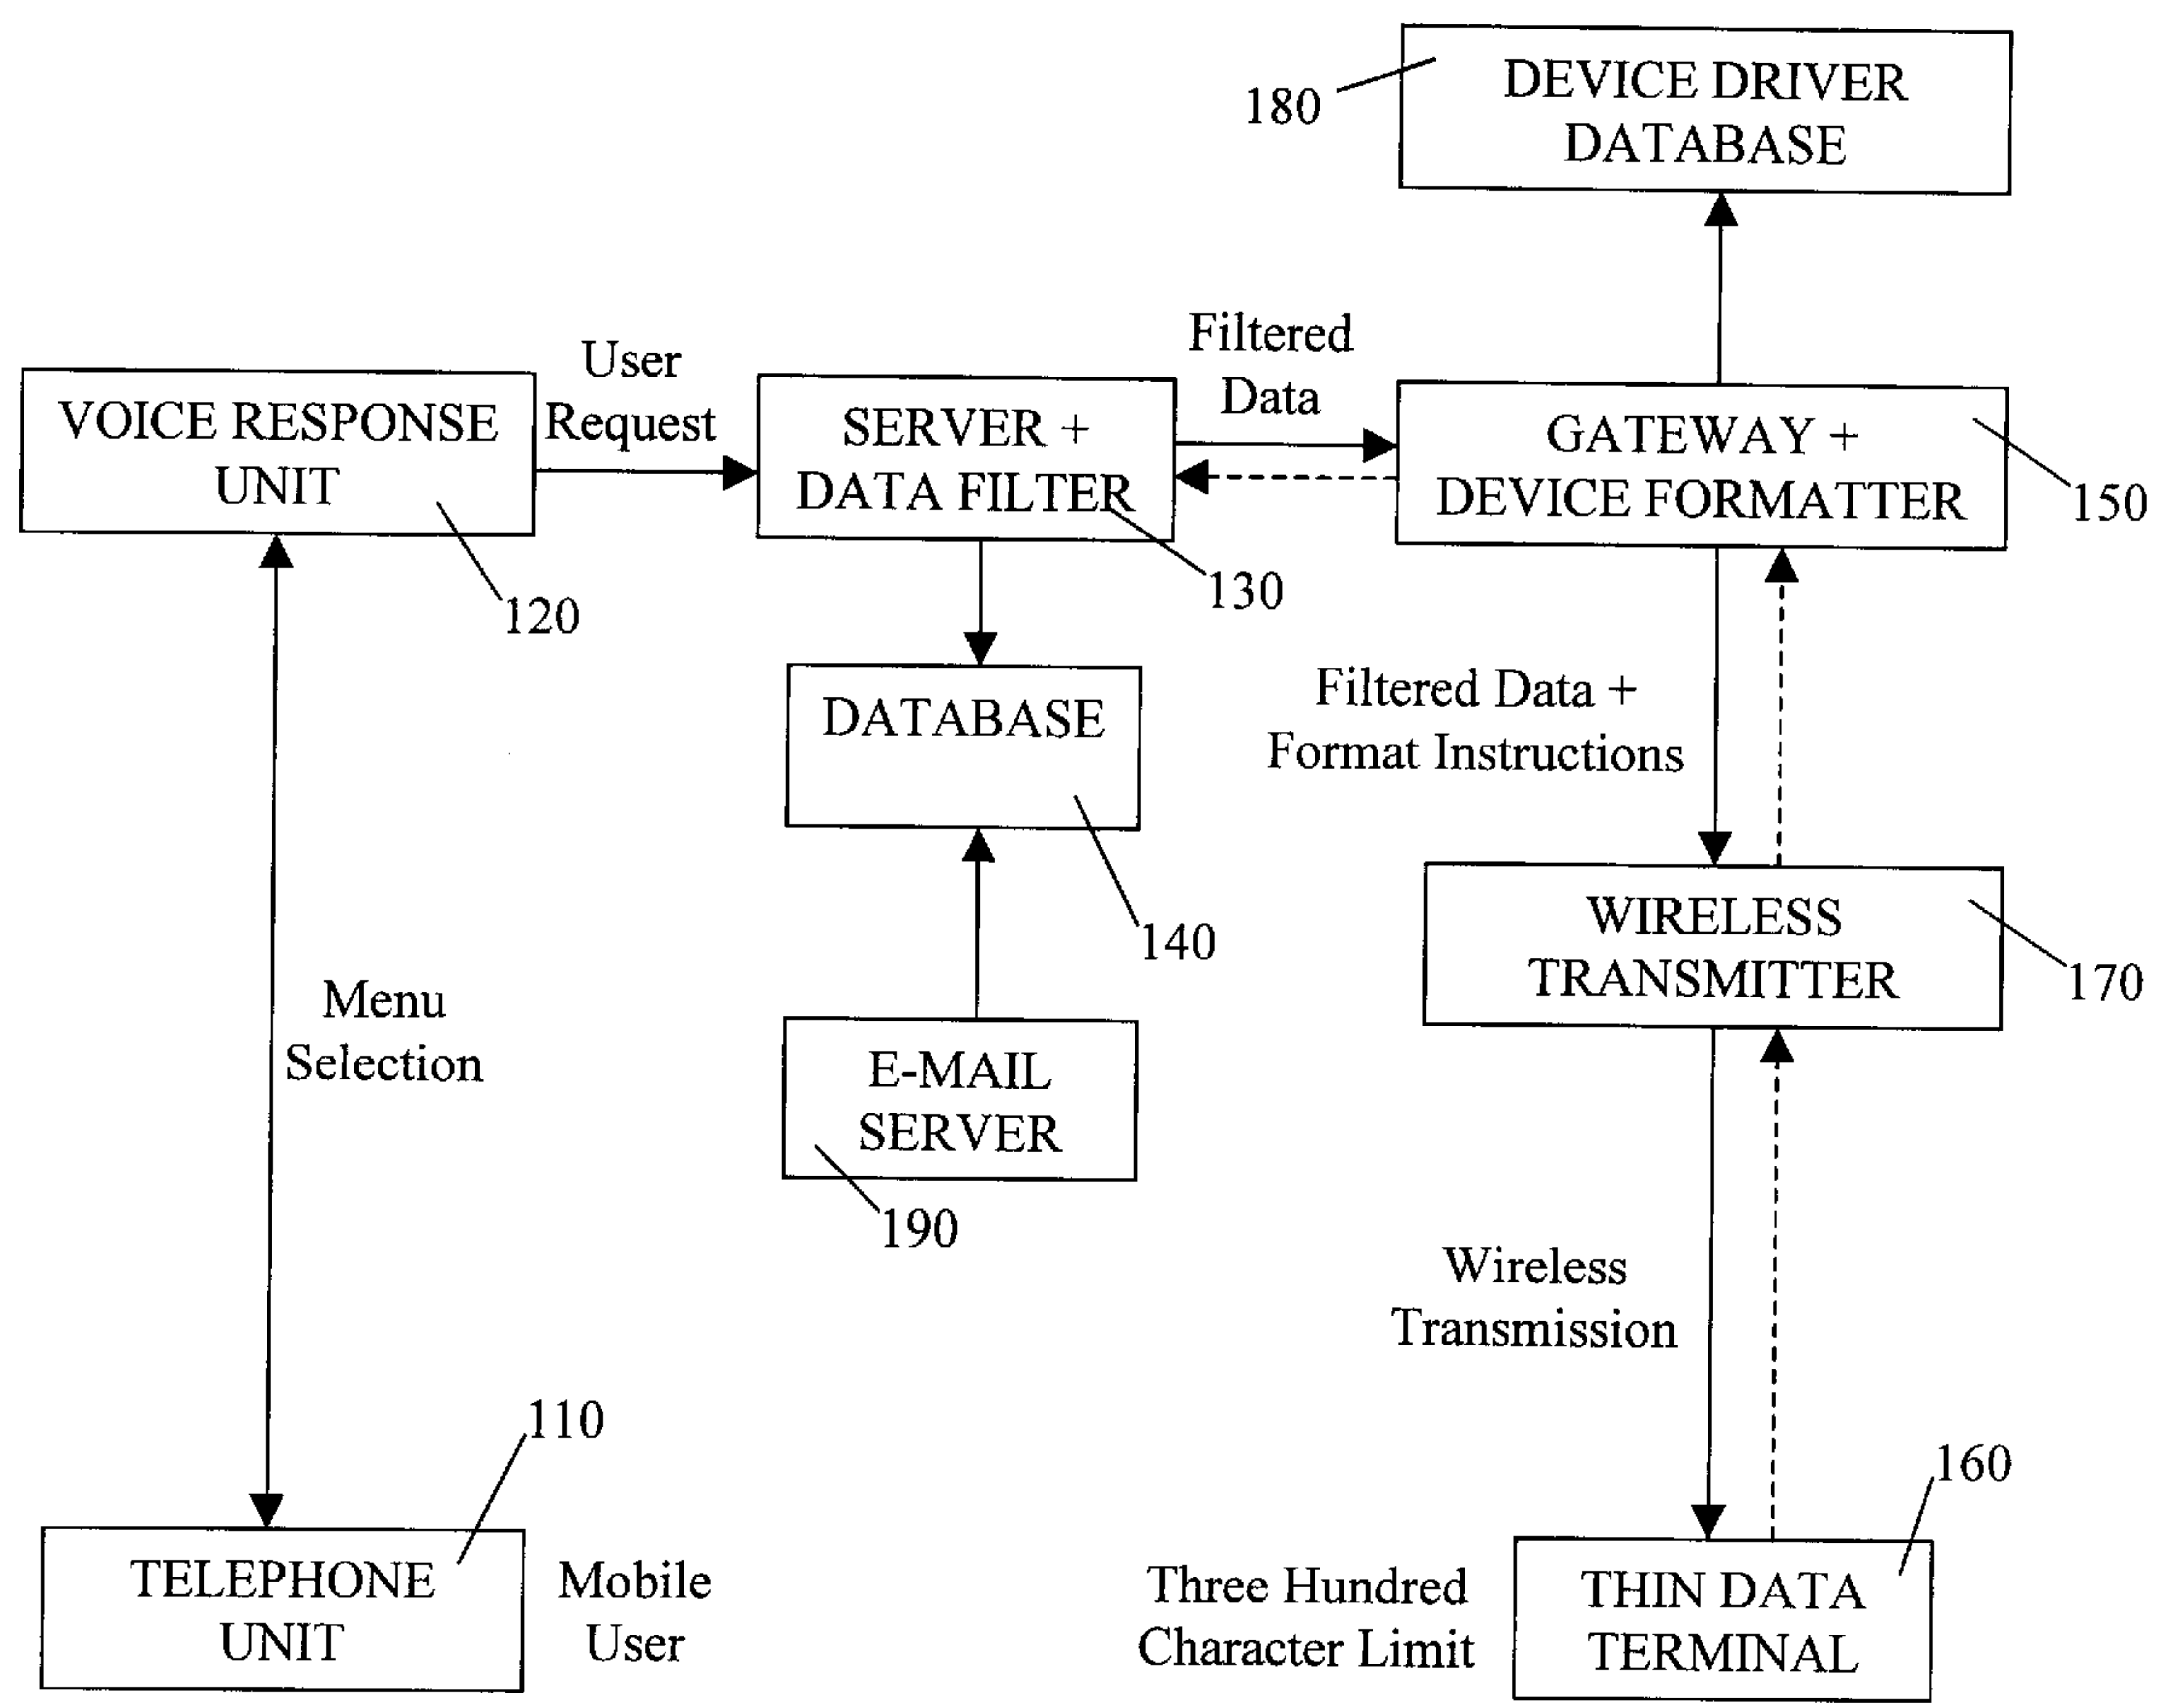 DEVICE DRIVER
DATABASE
180
User
Request
Filtered
Data
VOICE RESPONSE
UNIT
120
SERVER +
DATA FILTER
130
GATEWAY +
DEVICE FORMATTER
150
DATABASE
140
Filtered Data +
Format Instructions
WIRELESS
TRANSMITTER
170
Menu
Selection
E-MAIL
SERVER
190
Wireless
Transmission
110
TELEPHONE
UNIT
Mobile
User
160
Three Hundred
Character Limit
THIN DATA
TERMINAL